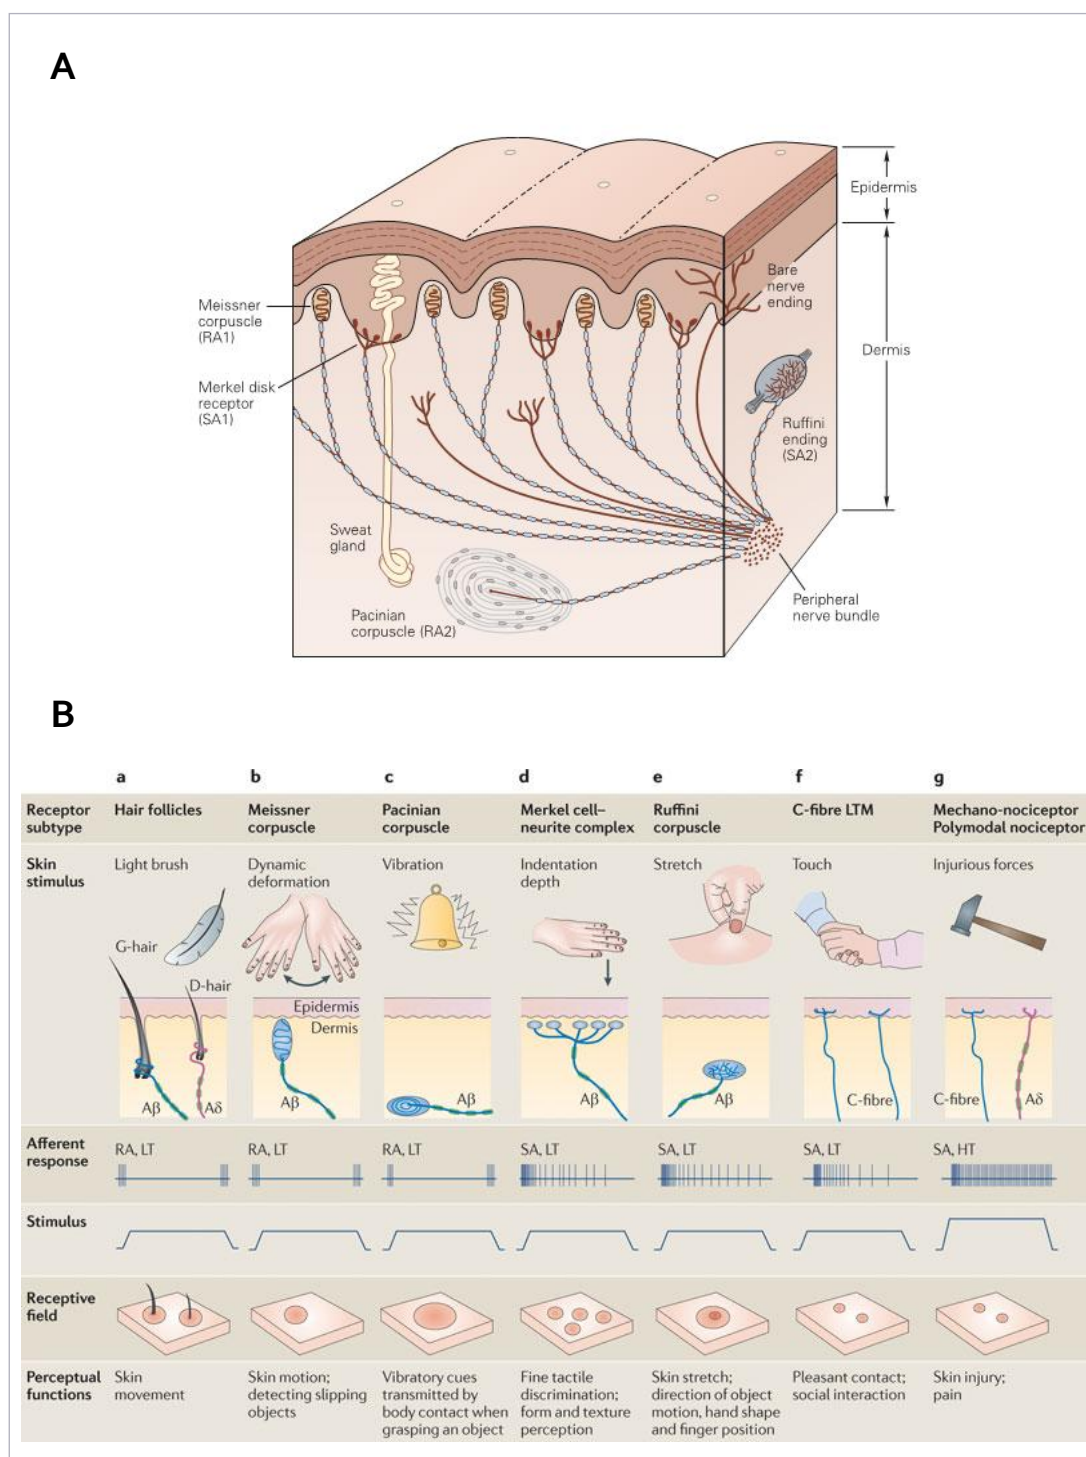 A
Epidermis
Bare
nerve
ending
Meissner
corpuscle
(RA1)
Dermis
Merkel disk
receptor
(SA1)
Ruffini
ending
(SA2)
Sweat
gland
Peripheral
nerve bundle
Pacinian
corpuscle (RA2)
B
a b c d e f g
Receptor
subtype
Hair follicles
Meissner
corpuscle
Pacinian
corpuscle
Merkel cell–
neurite complex
Ruffini
corpuscle
C-fibre LTM
Mechano-nociceptor
Polymodal nociceptor
Skin
stimulus
Light brush
Dynamic
deformation
Vibration
Indentation
depth
Stretch
Touch
Injurious forces
G-hair
D-hair
Epidermis
Dermis
Aβ
Aδ
Aβ
Aβ
Aβ
Aβ
C-fibre
C-fibre
Aδ
Afferent
response
RA, LT
RA, LT
RA, LT
SA, LT
SA, LT
SA, LT
SA, HT
Stimulus
Receptive
field
Perceptual
functions
Skin
movement
Skin motion;
detecting slipping
objects
Vibratory cues
transmitted by
body contact when
grasping an object
Fine tactile
discrimination;
form and texture
perception
Skin stretch;
direction of object
motion, hand shape
and finger position
Pleasant contact;
social interaction
Skin injury;
pain